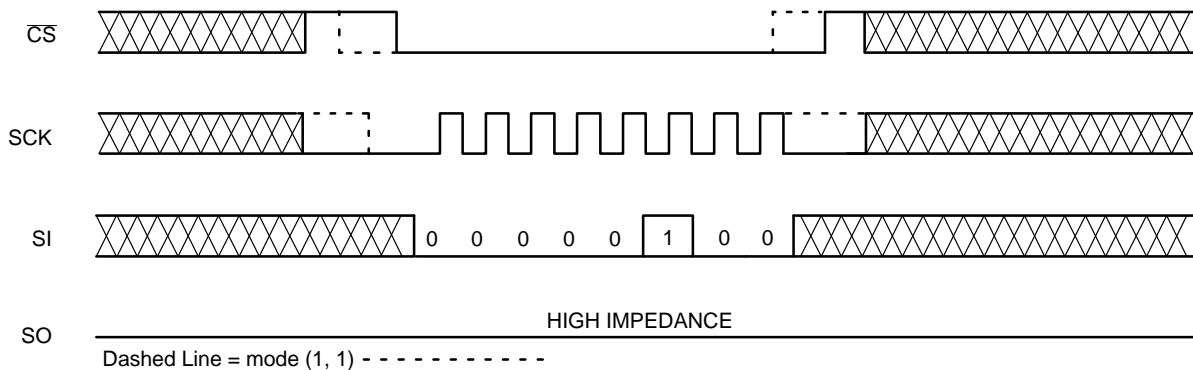 CS
SCK
SI
0 0 0 0 0 1 0 0
SO
HIGH IMPEDANCE
Dashed Line = mode (1, 1)